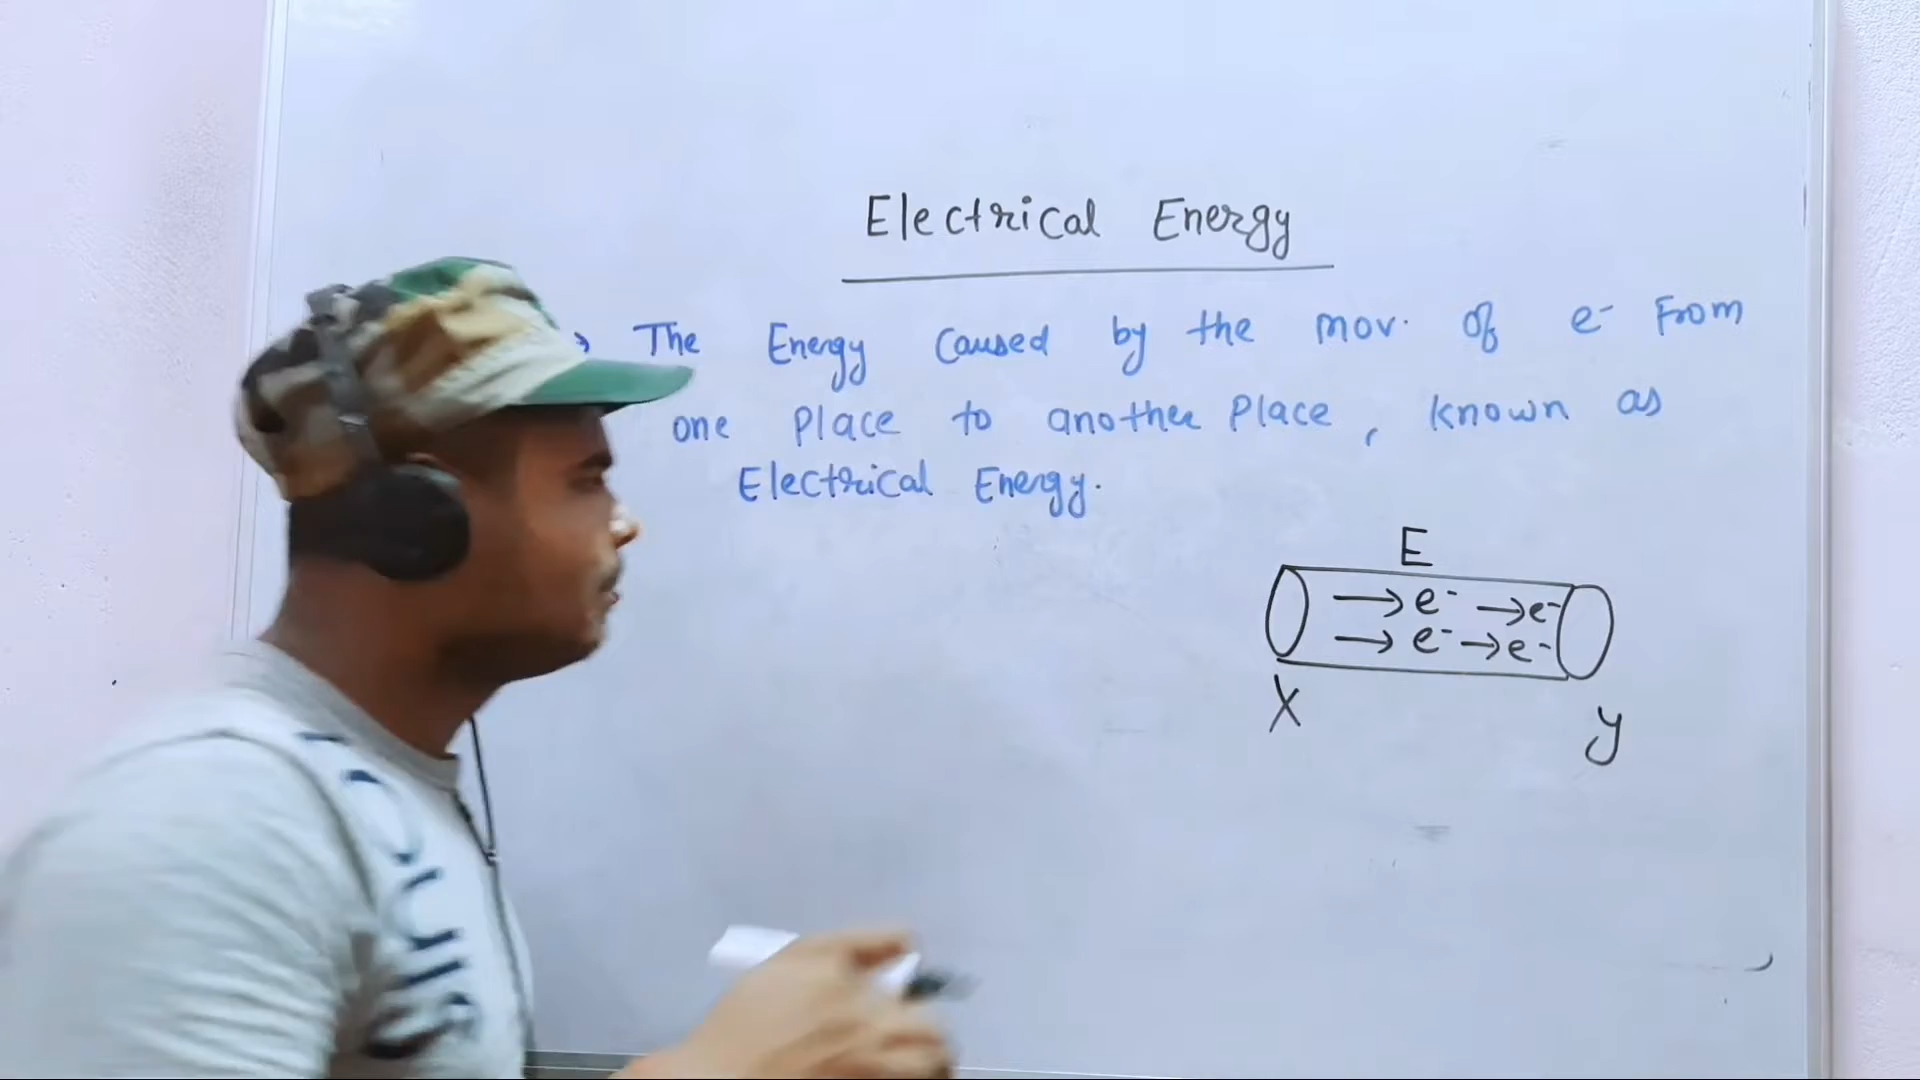 Electrical Energy
→ The Energy Caused by the mov. of e- From
one Place to another Place, known as
Electrical Energy.
E
→ e- → e-
→ e- → e-
X
y